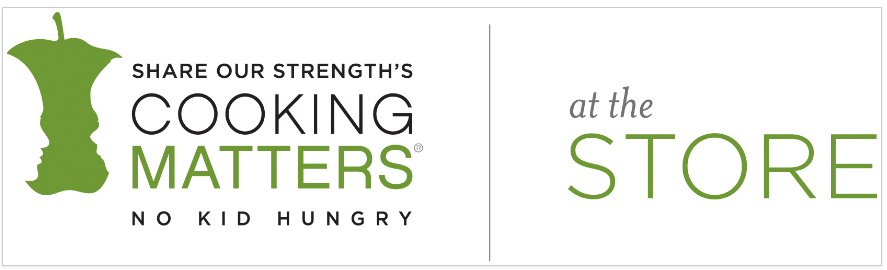 SHARE OUR STRENGTH'S
COOKING
MATTERS®
NO KID HUNGRY
at the
STORE